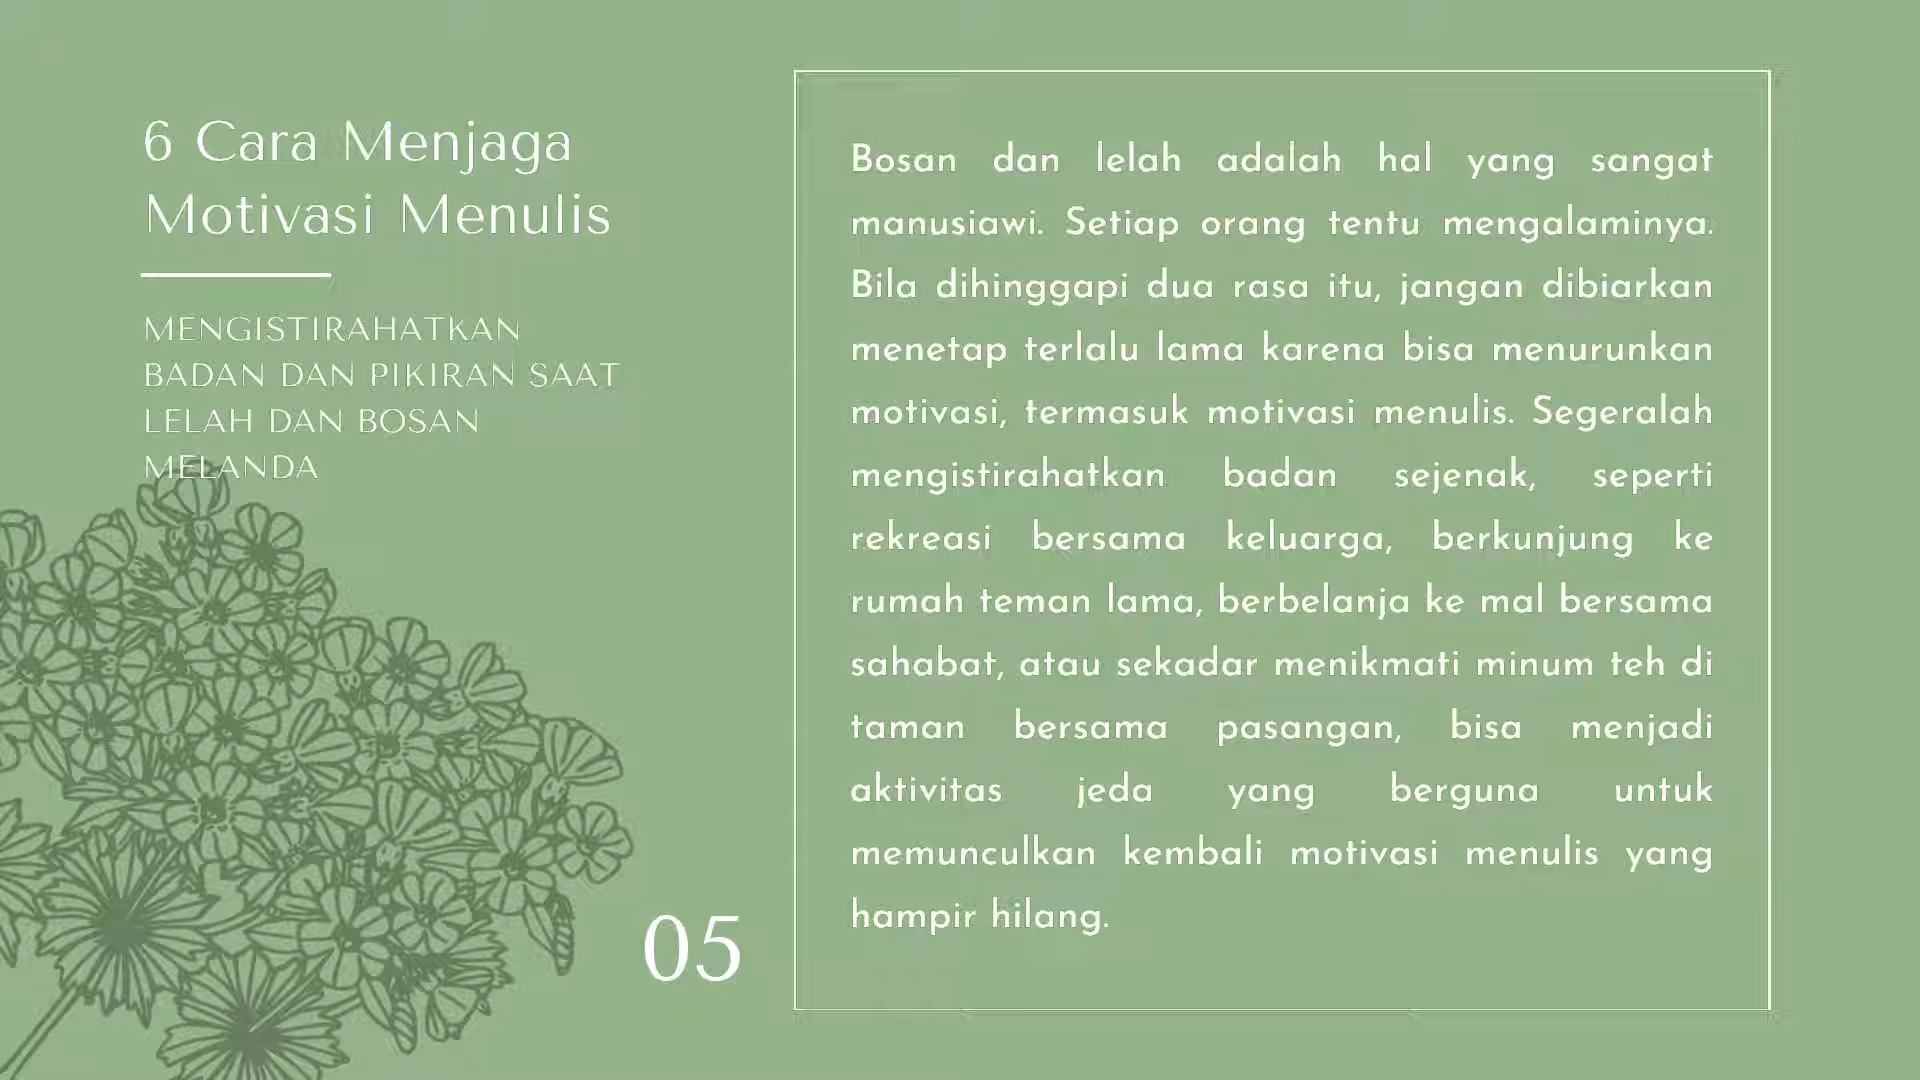 6 Cara Menjaga
Motivasi Menulis
MENGISTIRAHATKAN
BADAN DAN PIKIRAN SAAT
LELAH DAN BOSAN
MELANDA
05
Bosan dan lelah adalah hal yang sangat
manusiawi. Setiap orang tentu mengalaminya.
Bila dihinggapi dua rasa itu, jangan dibiarkan
menetap terlalu lama karena bisa menurunkan
motivasi, termasuk motivasi menulis. Segeralah
mengistirahatkan badan sejenak, seperti
rekreasi bersama keluarga, berkunjung ke
rumah teman lama, berbelanja ke mal bersama
sahabat, atau sekadar menikmati minum teh di
taman bersama pasangan, bisa menjadi
aktivitas jeda yang berguna untuk
memunculkan kembali motivasi menulis yang
hampir hilang.